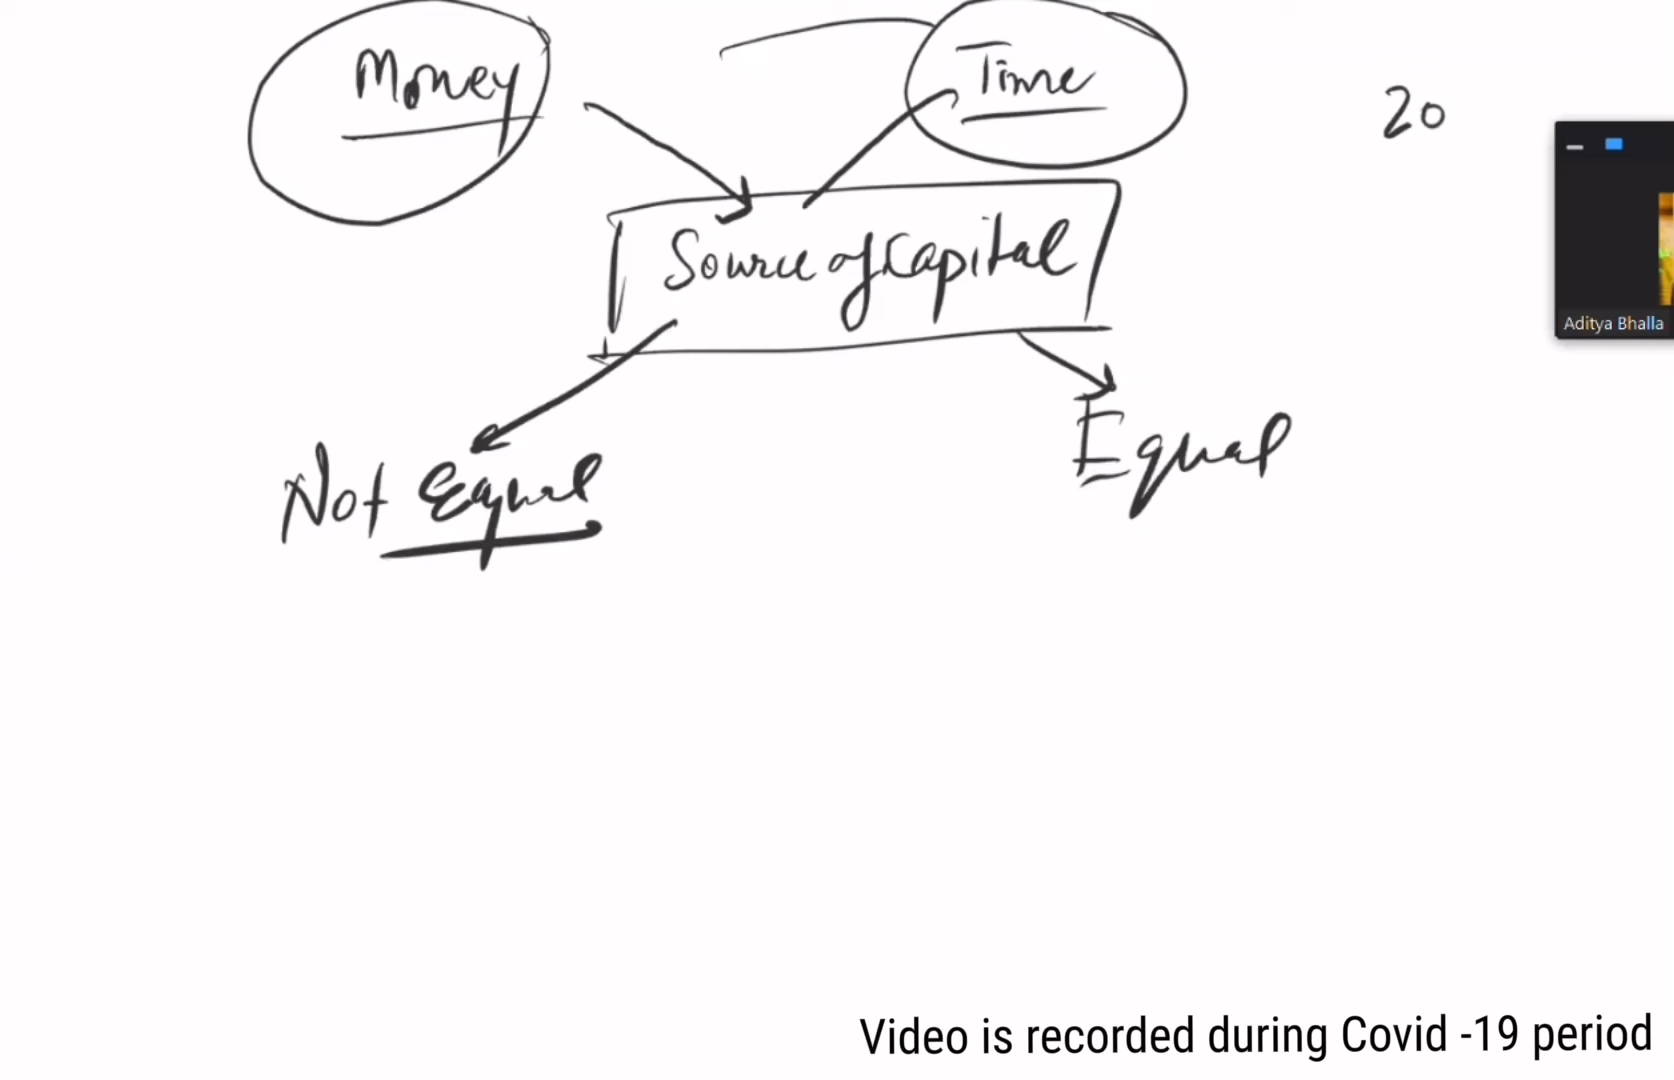 Money
Time
20
Source of Capital
Aditya Bhalla
Equal
Not Equal
Video is recorded during Covid -19 period